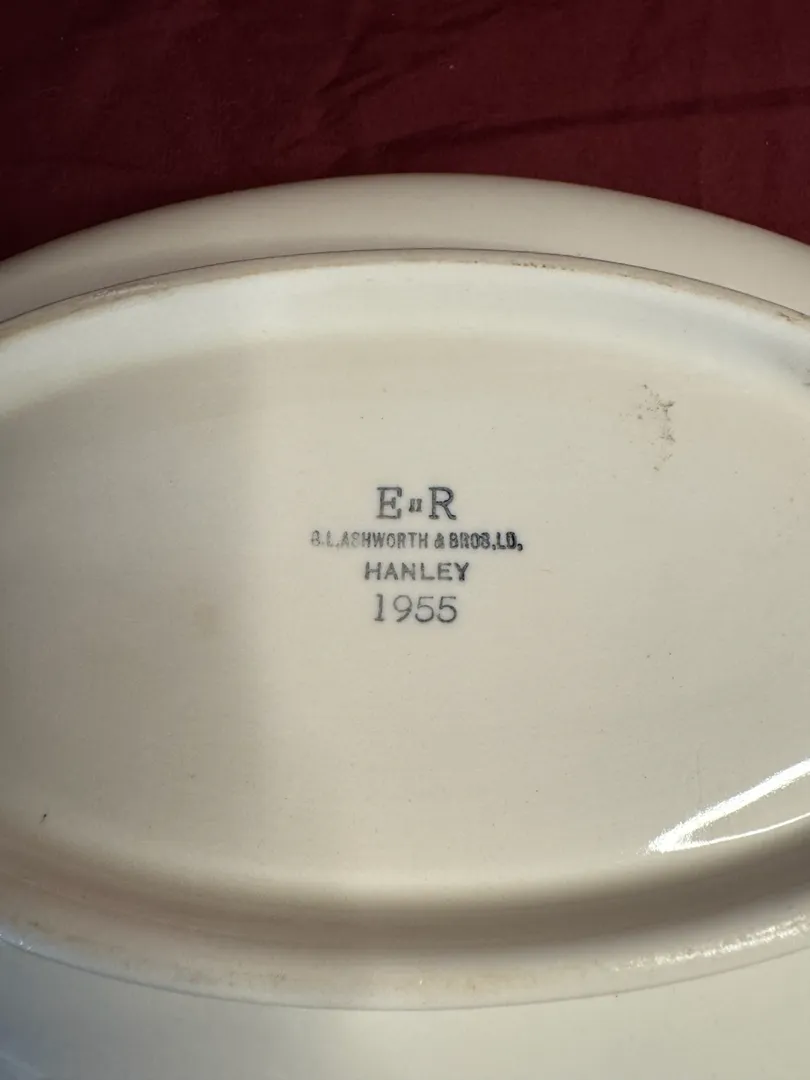 E II R
G.L.ASHWORTH & BROS,LD,
HANLEY
1955